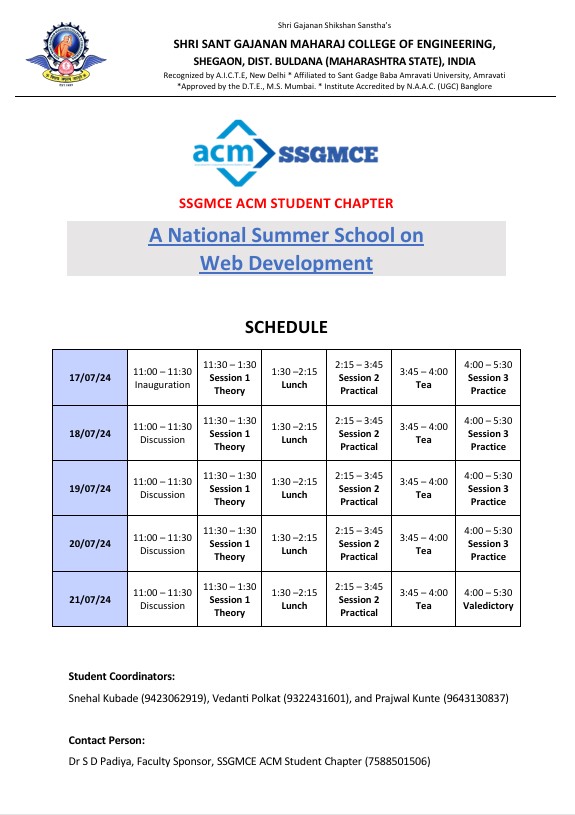 Shri Gajanan Shikshan Sanstha's
SHRI SANT GAJANAN MAHARAJ COLLEGE OF ENGINEERING,
SHEGAON, DIST. BULDANA (MAHARASHTRA STATE), INDIA
Recognized by A.I.C.T.E, New Delhi * Affiliated to Sant Gadge Baba Amravati University, Amravati
*Approved by the D.T.E., M.S. Mumbai. * Institute Accredited by N.A.A.C. (UGC) Banglore
acm SSGMCE
SSGMCE ACM STUDENT CHAPTER
A National Summer School on
Web Development
SCHEDULE
17/07/24
11:00 – 11:30
Inauguration
11:30 – 1:30
Session 1
Theory
1:30 –2:15
Lunch
2:15 – 3:45
Session 2
Practical
3:45 – 4:00
Tea
4:00 – 5:30
Session 3
Practice
18/07/24
11:00 – 11:30
Discussion
11:30 – 1:30
Session 1
Theory
1:30 –2:15
Lunch
2:15 – 3:45
Session 2
Practical
3:45 – 4:00
Tea
4:00 – 5:30
Session 3
Practice
19/07/24
11:00 – 11:30
Discussion
11:30 – 1:30
Session 1
Theory
1:30 –2:15
Lunch
2:15 – 3:45
Session 2
Practical
3:45 – 4:00
Tea
4:00 – 5:30
Session 3
Practice
20/07/24
11:00 – 11:30
Discussion
11:30 – 1:30
Session 1
Theory
1:30 –2:15
Lunch
2:15 – 3:45
Session 2
Practical
3:45 – 4:00
Tea
4:00 – 5:30
Session 3
Practice
21/07/24
11:00 – 11:30
Discussion
11:30 – 1:30
Session 1
Theory
1:30 –2:15
Lunch
2:15 – 3:45
Session 2
Practical
3:45 – 4:00
Tea
4:00 – 5:30
Valedictory
Student Coordinators:
Snehal Kubade (9423062919), Vedanti Polkat (9322431601), and Prajwal Kunte (9643130837)
Contact Person:
Dr S D Padiya, Faculty Sponsor, SSGMCE ACM Student Chapter (7588501506)